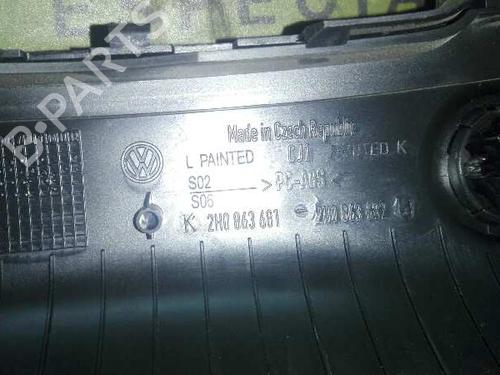 B-PARTS
Made in Czech Republic
L PAINTED
PAINTED K
S02
>PC-ABS<
S06
K 2H0 863 681
2H0 863 682